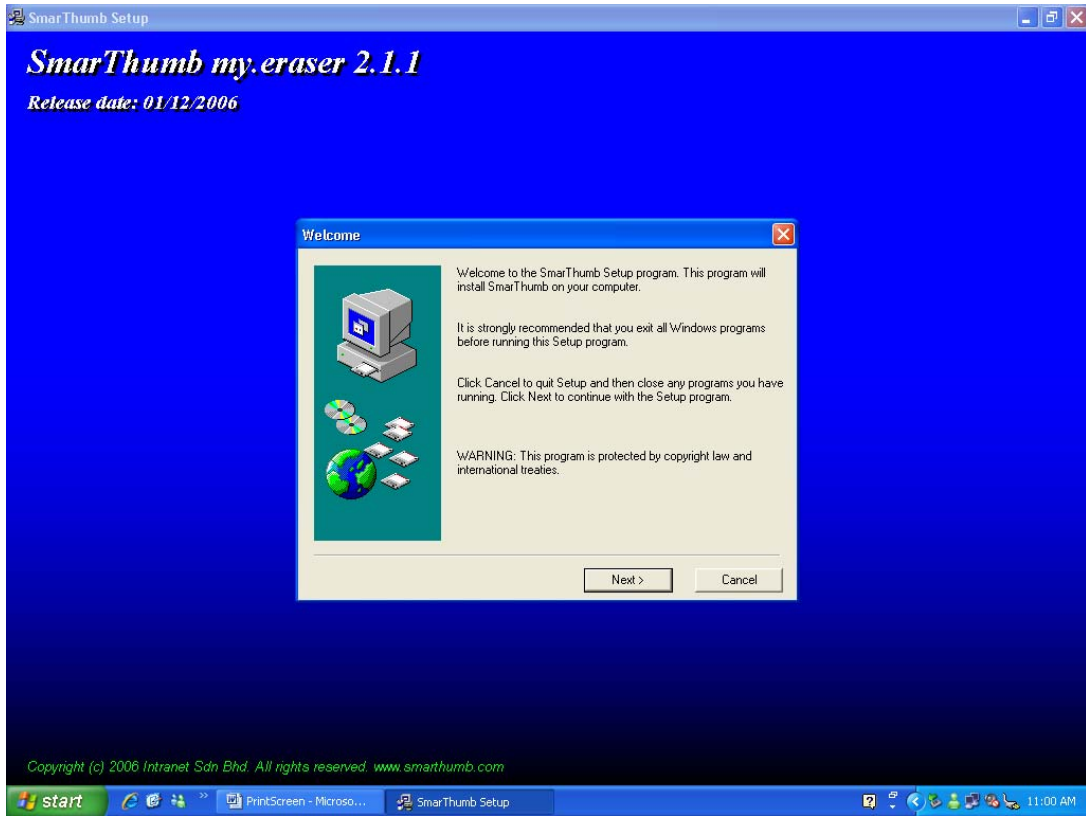 SmarThumb Setup
SmarThumb my.eraser 2.1.1
Release date: 01/12/2006
Welcome
Welcome to the SmarThumb Setup program. This program will
install SmarThumb on your computer.
It is strongly recommended that you exit all Windows programs
before running this Setup program.
Click Cancel to quit Setup and then close any programs you have
running. Click Next to continue with the Setup program.
WARNING: This program is protected by copyright law and
international treaties.
Next >
Cancel
Copyright (c) 2006 Intranet Sdn Bhd. All rights reserved. www.smarthumb.com
start
PrintScreen - Microso...
SmarThumb Setup
11:00 AM